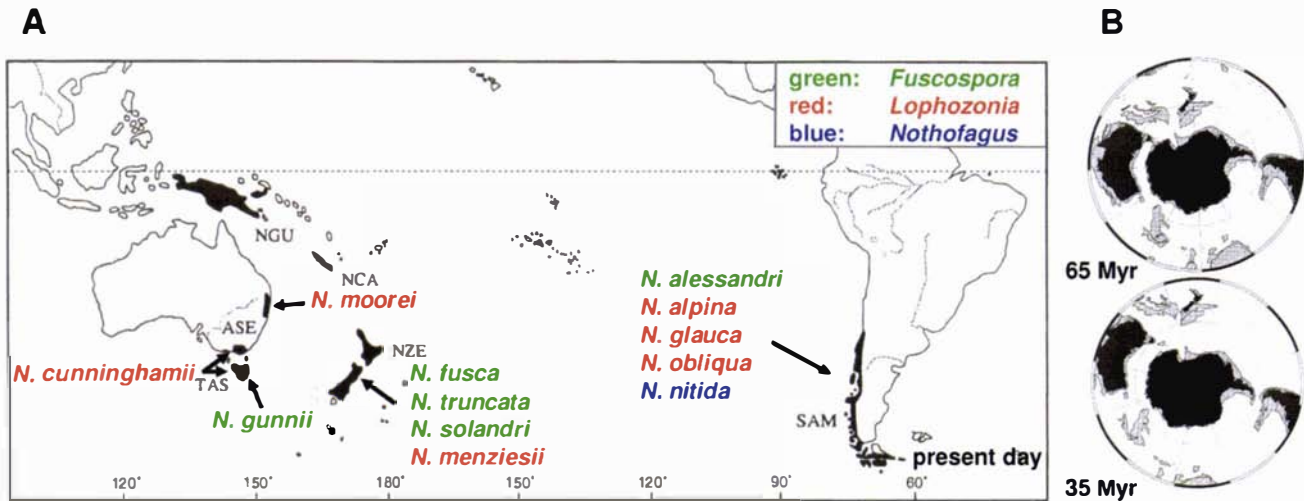 A
B
green: Fuscospora
red: Lophozonia
blue: Nothofagus
NGU
NCA
N. moorei
ASE
N. cunninghamii
TAS
N. gunnii
NZE
N. fusca
N. truncata
N. solandri
N. menziesii
N. alessandri
N. alpina
N. glauca
N. obliqua
N. nitida
SAM
present day
120° 150° 180° 150° 120° 90° 60°
65 Myr
35 Myr